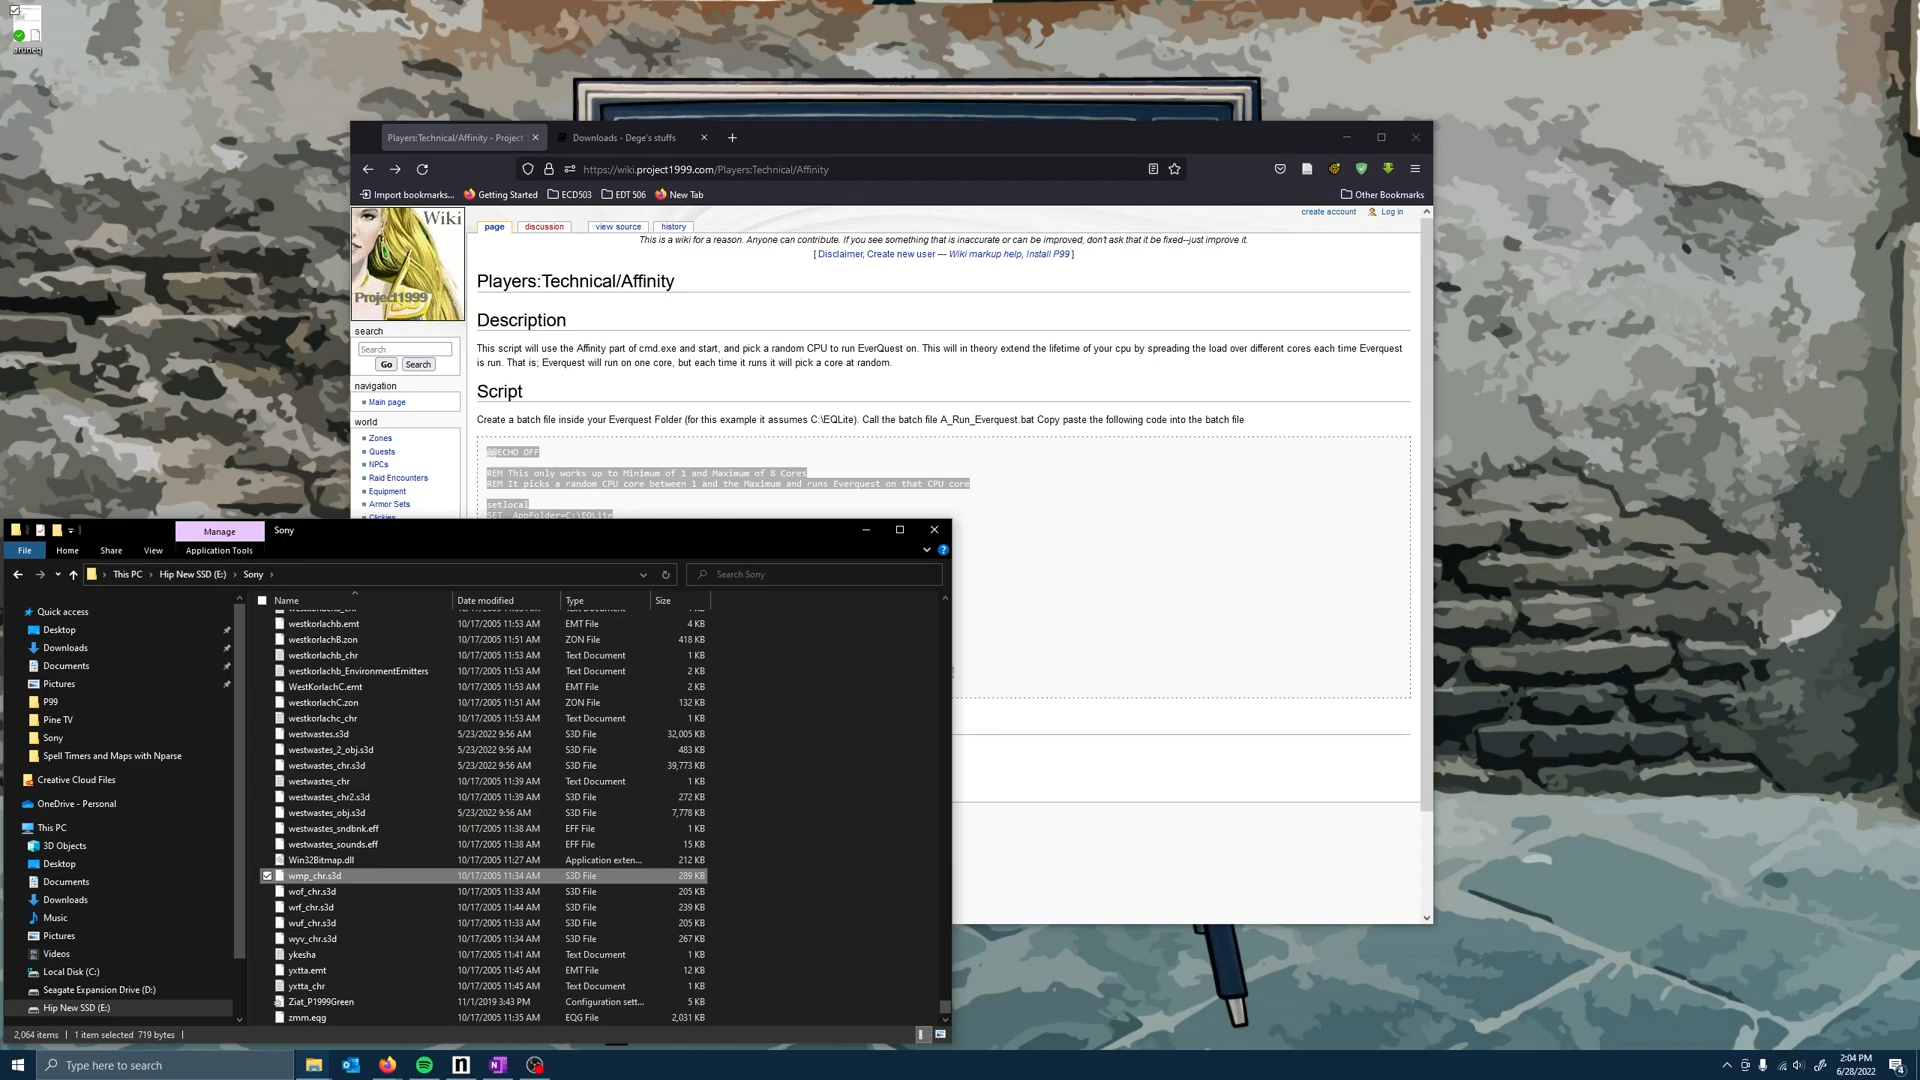 aruneq
Players:Technical/Affinity - Project
Downloads - Dege's stuffs
https://wiki.project1999.com/Players:Technical/Affinity
Import bookmarks...
Getting Started
ECD503
EDT 506
New Tab
Other Bookmarks
Wiki
Project1999
create account
Log in
page
discussion
view source
history
This is a wiki for a reason. Anyone can contribute. If you see something that is inaccurate or can be improved, don't ask that it be fixed--just improve it.
[ Disclaimer, Create new user --- Wiki markup help, Install P99 ]
Players:Technical/Affinity
Description
This script will use the Affinity part of cmd.exe and start, and pick a random CPU to run EverQuest on. This will in theory extend the lifetime of your cpu by spreading the load over different cores each time Everquest
is run. That is; Everquest will run on one core, but each time it runs it will pick a core at random.
Script
Create a batch file inside your Everquest Folder (for this example it assumes C:\EQLite). Call the batch file A_Run_Everquest.bat Copy paste the following code into the batch file
@@ECHO OFF
REM This only works up to Minimum of 1 and Maximum of 8 Cores
REM It picks a random CPU core between 1 and the Maximum and runs Everquest on that CPU core
setlocal
SET _AppFolder=C:\EQLite
search
Search
Go
Search
navigation
Main page
world
Zones
Quests
NPCs
Raid Encounters
Equipment
Armor Sets
Clickies
Manage
Sony
File
Home
Share
View
Application Tools
This PC
Hip New SSD (E:)
Sony
Search Sony
Quick access
Desktop
Downloads
Documents
Pictures
P99
Pine TV
Sony
Spell Timers and Maps with Nparse
Creative Cloud Files
OneDrive - Personal
This PC
3D Objects
Desktop
Documents
Downloads
Music
Pictures
Videos
Local Disk (C:)
Seagate Expansion Drive (D:)
Hip New SSD (E:)
Name Date modified Type Size
westkorlachb.emt 10/17/2005 11:53 AM EMT File 4 KB
westkorlachB.zon 10/17/2005 11:51 AM ZON File 418 KB
westkorlachb_chr 10/17/2005 11:53 AM Text Document 1 KB
westkorlachb_EnvironmentEmitters 10/17/2005 11:53 AM Text Document 2 KB
WestKorlachC.emt 10/17/2005 11:53 AM EMT File 2 KB
westkorlachC.zon 10/17/2005 11:51 AM ZON File 132 KB
westkorlachc_chr 10/17/2005 11:53 AM Text Document 1 KB
westwastes.s3d 5/23/2022 9:56 AM S3D File 32,005 KB
westwastes_2_obj.s3d 5/23/2022 9:56 AM S3D File 483 KB
westwastes_chr.s3d 5/23/2022 9:56 AM S3D File 39,773 KB
westwastes_chr 10/17/2005 11:39 AM Text Document 1 KB
westwastes_chr2.s3d 10/17/2005 11:39 AM S3D File 272 KB
westwastes_obj.s3d 5/23/2022 9:56 AM S3D File 7,778 KB
westwastes_sndbnk.eff 10/17/2005 11:38 AM EFF File 1 KB
westwastes_sounds.eff 10/17/2005 11:38 AM EFF File 15 KB
Win32Bitmap.dll 10/17/2005 11:27 AM Application exten... 212 KB
wmp_chr.s3d 10/17/2005 11:34 AM S3D File 289 KB
wof_chr.s3d 10/17/2005 11:33 AM S3D File 205 KB
wrf_chr.s3d 10/17/2005 11:44 AM S3D File 239 KB
wuf_chr.s3d 10/17/2005 11:33 AM S3D File 205 KB
wyv_chr.s3d 10/17/2005 11:34 AM S3D File 267 KB
ykesha 10/17/2005 11:41 AM Text Document 1 KB
yxtta.emt 10/17/2005 11:45 AM EMT File 12 KB
yxtta_chr 10/17/2005 11:45 AM Text Document 1 KB
Ziat_P1999Green 11/1/2019 3:43 PM Configuration sett... 5 KB
zmm.eqg 10/17/2005 11:35 AM EQG File 2,031 KB
2,064 items 1 item selected 719 bytes
Type here to search
2:04 PM
6/28/2022
4